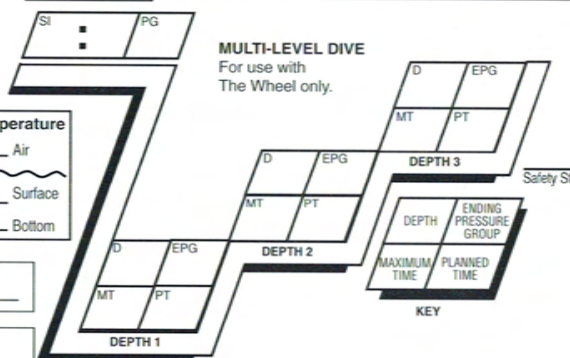 SI : PG
MULTI-LEVEL DIVE
For use with
The Wheel only.
D EPG
MT PT
DEPTH 3
D EPG
MT PT
DEPTH 2
D EPG
MT PT
DEPTH 1
perature
Air
Surface
Bottom
Safety St
DEPTH
ENDING
PRESSURE
GROUP
MAXIMUM
TIME
PLANNED
TIME
KEY